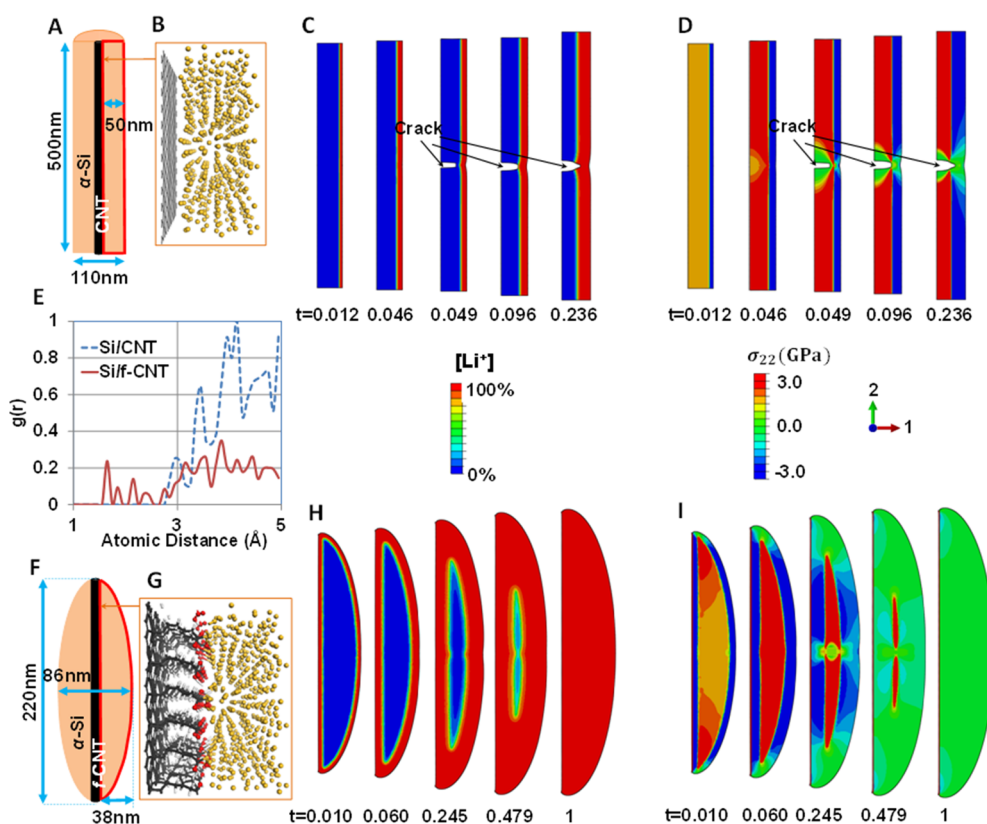 A
500nm
50nm
α-Si
CNT
110nm
B
C
Crack
t=0.012 0.046 0.049 0.096 0.236
D
Crack
t=0.012 0.046 0.049 0.096 0.236
E
1
0.8
0.6
0.4
0.2
0
g(r)
Si/CNT
Si/f-CNT
1 3 5
Atomic Distance (Å)
[Li⁺]
100%
0%
σ₂₂ (GPa)
3.0
0.0
-3.0
2
1
F
220nm
86nm
α-Si
f-CNT
38nm
G
H
t=0.010 0.060 0.245 0.479 1
I
t=0.010 0.060 0.245 0.479 1